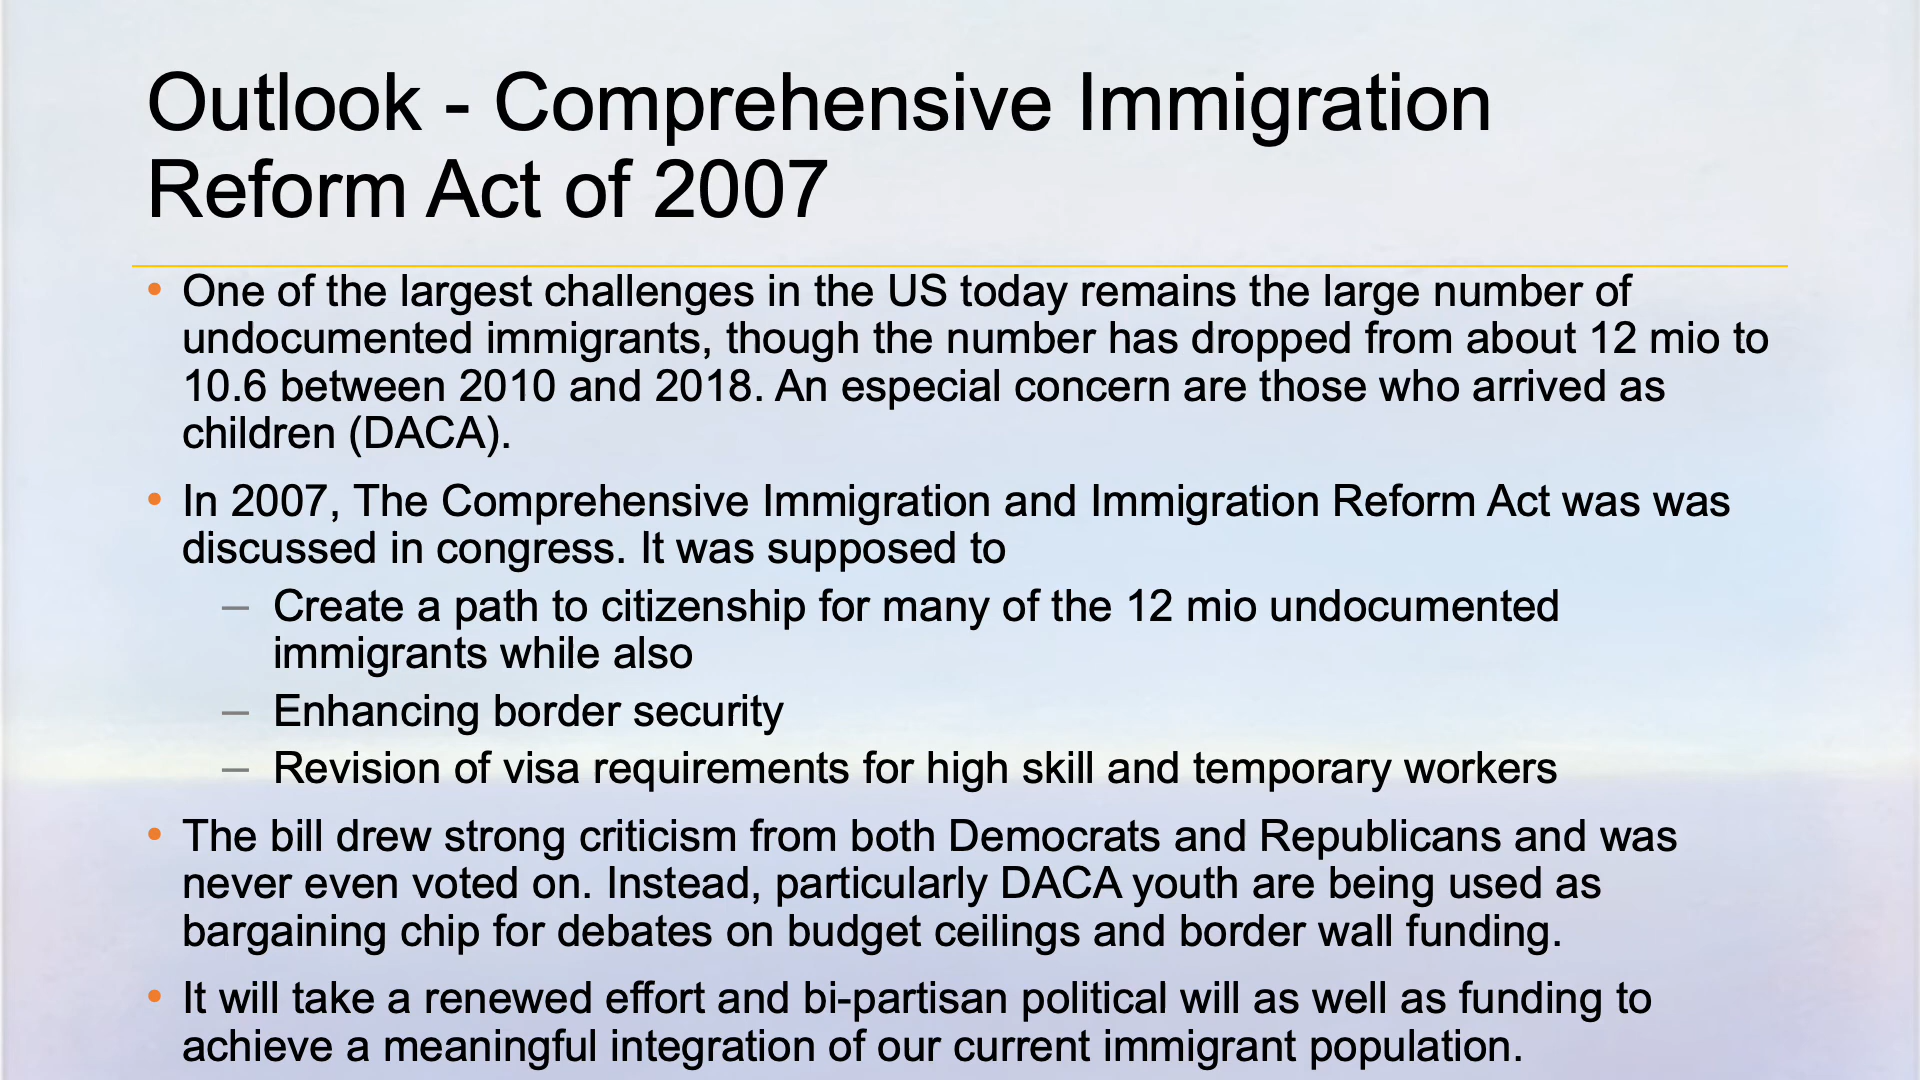 Outlook - Comprehensive Immigration
Reform Act of 2007
• One of the largest challenges in the US today remains the large number of
undocumented immigrants, though the number has dropped from about 12 mio to
10.6 between 2010 and 2018. An especial concern are those who arrived as
children (DACA).
• In 2007, The Comprehensive Immigration and Immigration Reform Act was was
discussed in congress. It was supposed to
– Create a path to citizenship for many of the 12 mio undocumented
immigrants while also
– Enhancing border security
– Revision of visa requirements for high skill and temporary workers
• The bill drew strong criticism from both Democrats and Republicans and was
never even voted on. Instead, particularly DACA youth are being used as
bargaining chip for debates on budget ceilings and border wall funding.
• It will take a renewed effort and bi-partisan political will as well as funding to
achieve a meaningful integration of our current immigrant population.